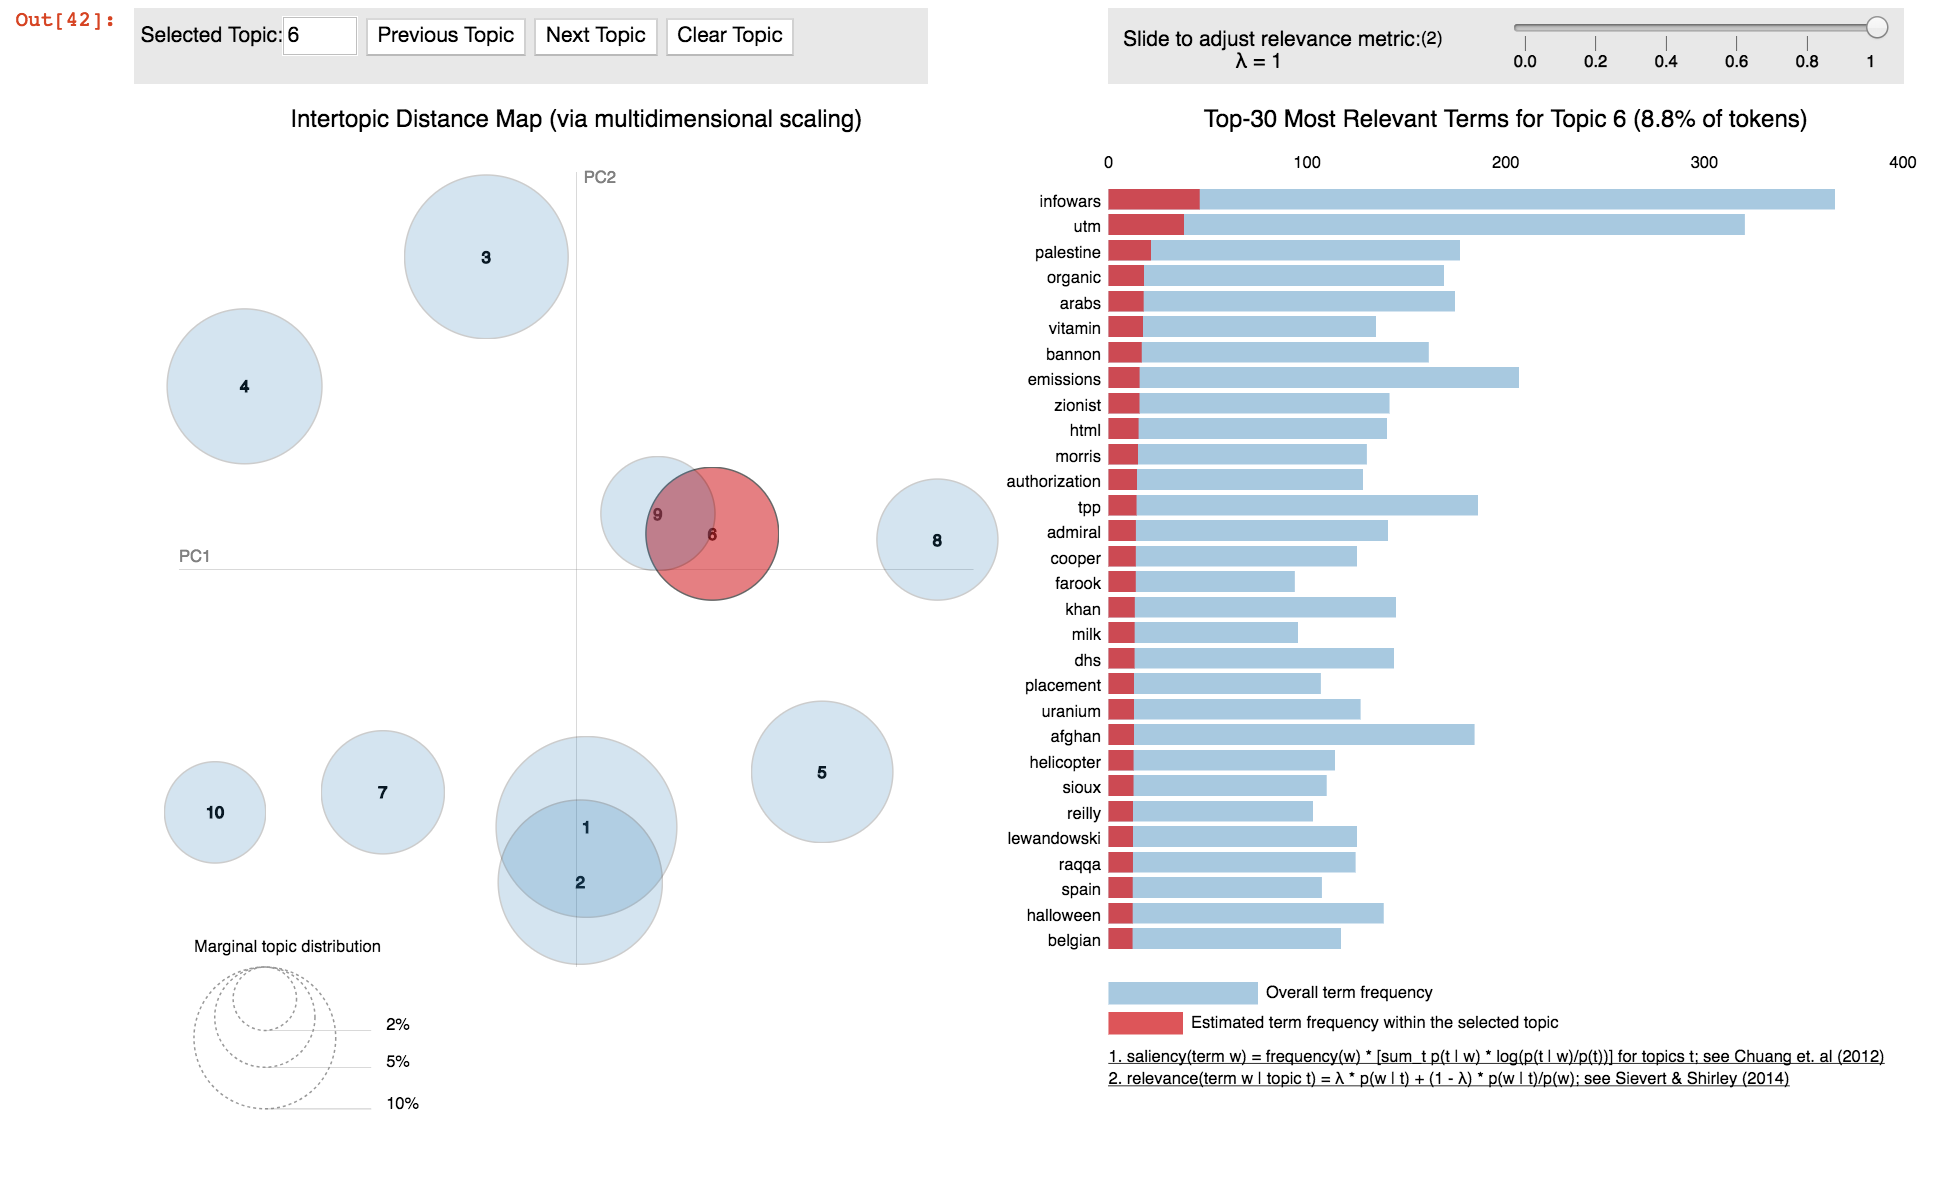 Out[42]:
Selected Topic: 6 Previous Topic Next Topic Clear Topic
Slide to adjust relevance metric:(2)
λ = 1
0.0 0.2 0.4 0.6 0.8 1
Intertopic Distance Map (via multidimensional scaling)
PC2
3
4
9
6
8
PC1
5
7
10
1
2
Marginal topic distribution
2%
5%
10%
Top-30 Most Relevant Terms for Topic 6 (8.8% of tokens)
0 100 200 300 400
infowars
utm
palestine
organic
arabs
vitamin
bannon
emissions
zionist
html
morris
authorization
tpp
admiral
cooper
farook
khan
milk
dhs
placement
uranium
afghan
helicopter
sioux
reilly
lewandowski
raqqa
spain
halloween
belgian
Overall term frequency
Estimated term frequency within the selected topic
1. saliency(term w) = frequency(w) * [sum_t p(t | w) * log(p(t | w)/p(t))] for topics t; see Chuang et. al (2012)
2. relevance(term w | topic t) = λ * p(w | t) + (1 - λ) * p(w | t)/p(w); see Sievert & Shirley (2014)